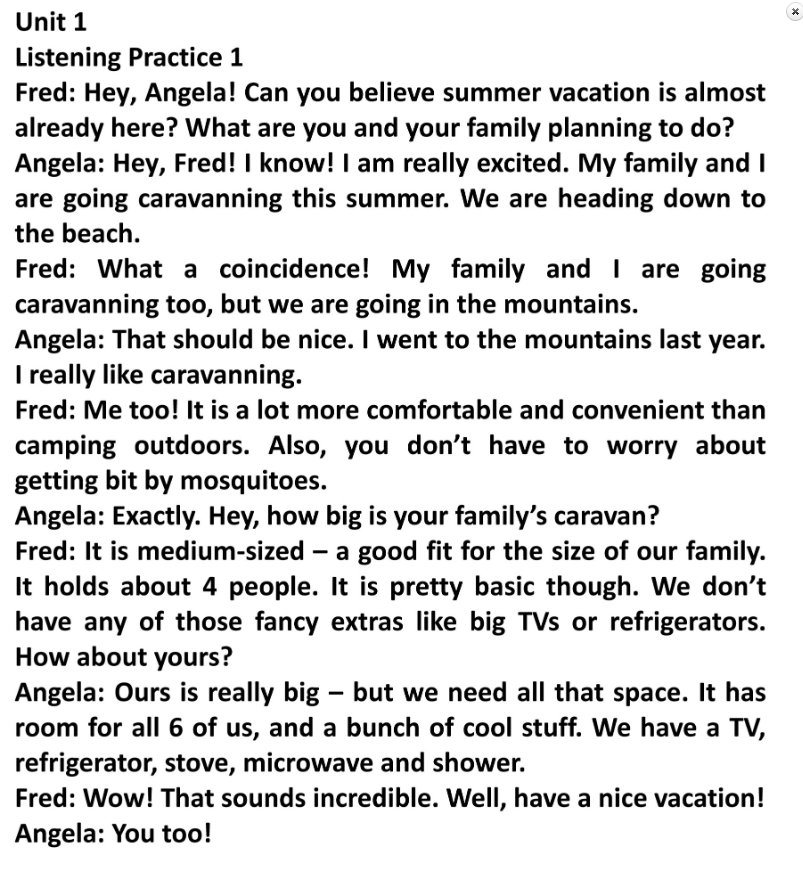 Unit 1
Listening Practice 1
Fred: Hey, Angela! Can you believe summer vacation is almost
already here? What are you and your family planning to do?
Angela: Hey, Fred! I know! I am really excited. My family and I
are going caravanning this summer. We are heading down to
the beach.
Fred: What a coincidence! My family and I are going
caravanning too, but we are going in the mountains.
Angela: That should be nice. I went to the mountains last year.
I really like caravanning.
Fred: Me too! It is a lot more comfortable and convenient than
camping outdoors. Also, you don’t have to worry about
getting bit by mosquitoes.
Angela: Exactly. Hey, how big is your family’s caravan?
Fred: It is medium-sized – a good fit for the size of our family.
It holds about 4 people. It is pretty basic though. We don’t
have any of those fancy extras like big TVs or refrigerators.
How about yours?
Angela: Ours is really big – but we need all that space. It has
room for all 6 of us, and a bunch of cool stuff. We have a TV,
refrigerator, stove, microwave and shower.
Fred: Wow! That sounds incredible. Well, have a nice vacation!
Angela: You too!